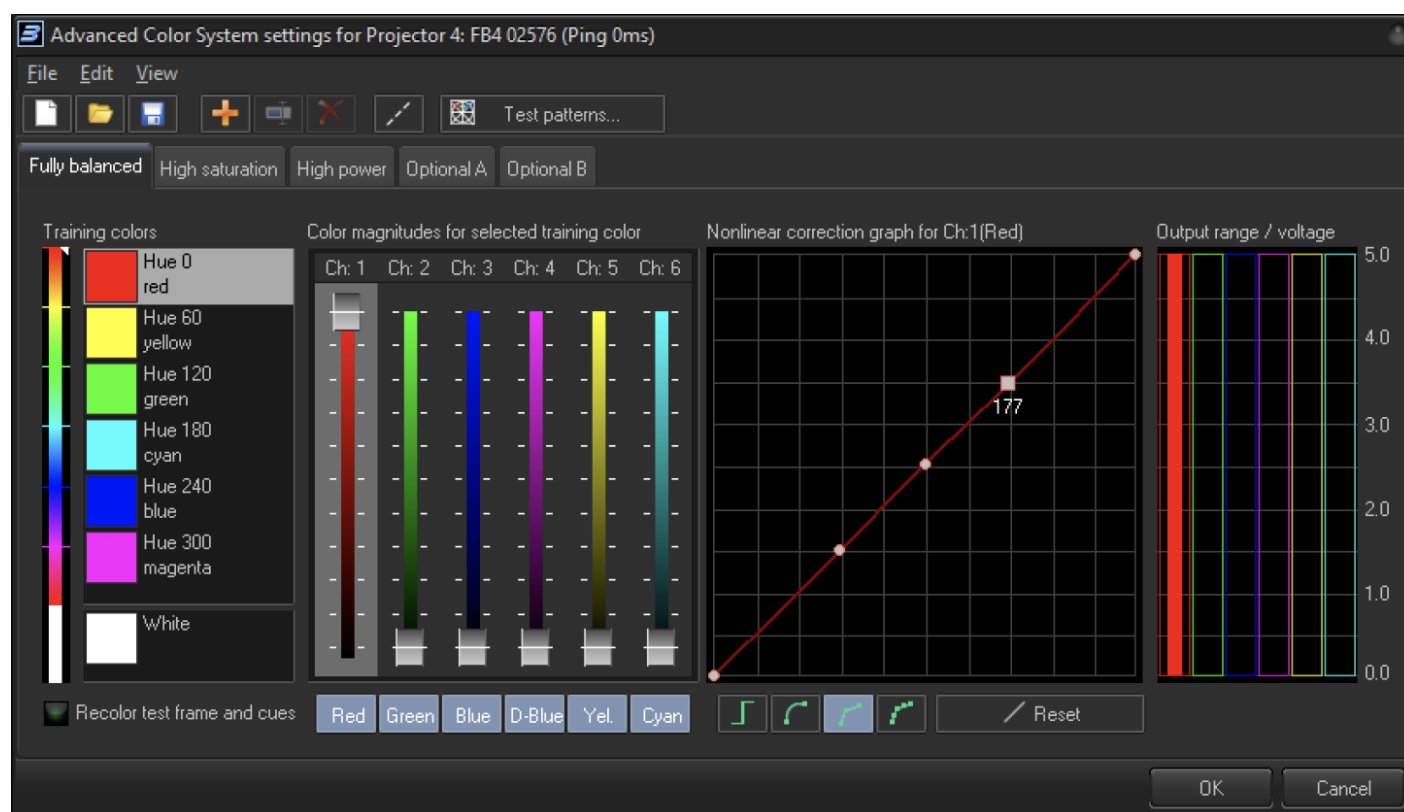 Advanced Color System settings for Projector 4: FB4 02576 (Ping 0ms)
File Edit View
Test patterns...
Fully balanced High saturation High power Optional A Optional B
Training colors
Hue 0
red
Hue 60
yellow
Hue 120
green
Hue 180
cyan
Hue 240
blue
Hue 300
magenta
White
Recolor test frame and cues
Color magnitudes for selected training color
Ch: 1 Ch: 2 Ch: 3 Ch: 4 Ch: 5 Ch: 6
Red Green Blue D-Blue Yel. Cyan
Nonlinear correction graph for Ch:1(Red)
177
Reset
Output range / voltage
5.0
4.0
3.0
2.0
1.0
0.0
OK Cancel